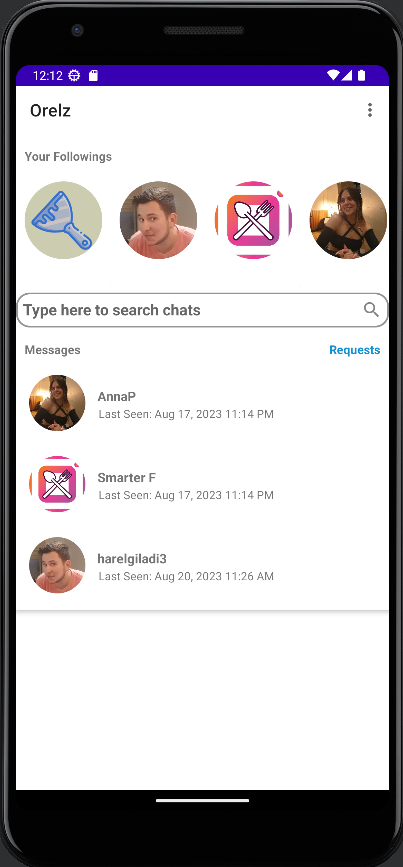 12:12
Orelz
Your Followings
Type here to search chats
Messages
Requests
AnnaP
Last Seen: Aug 17, 2023 11:14 PM
Smarter F
Last Seen: Aug 17, 2023 11:14 PM
harelgiladi3
Last Seen: Aug 20, 2023 11:26 AM